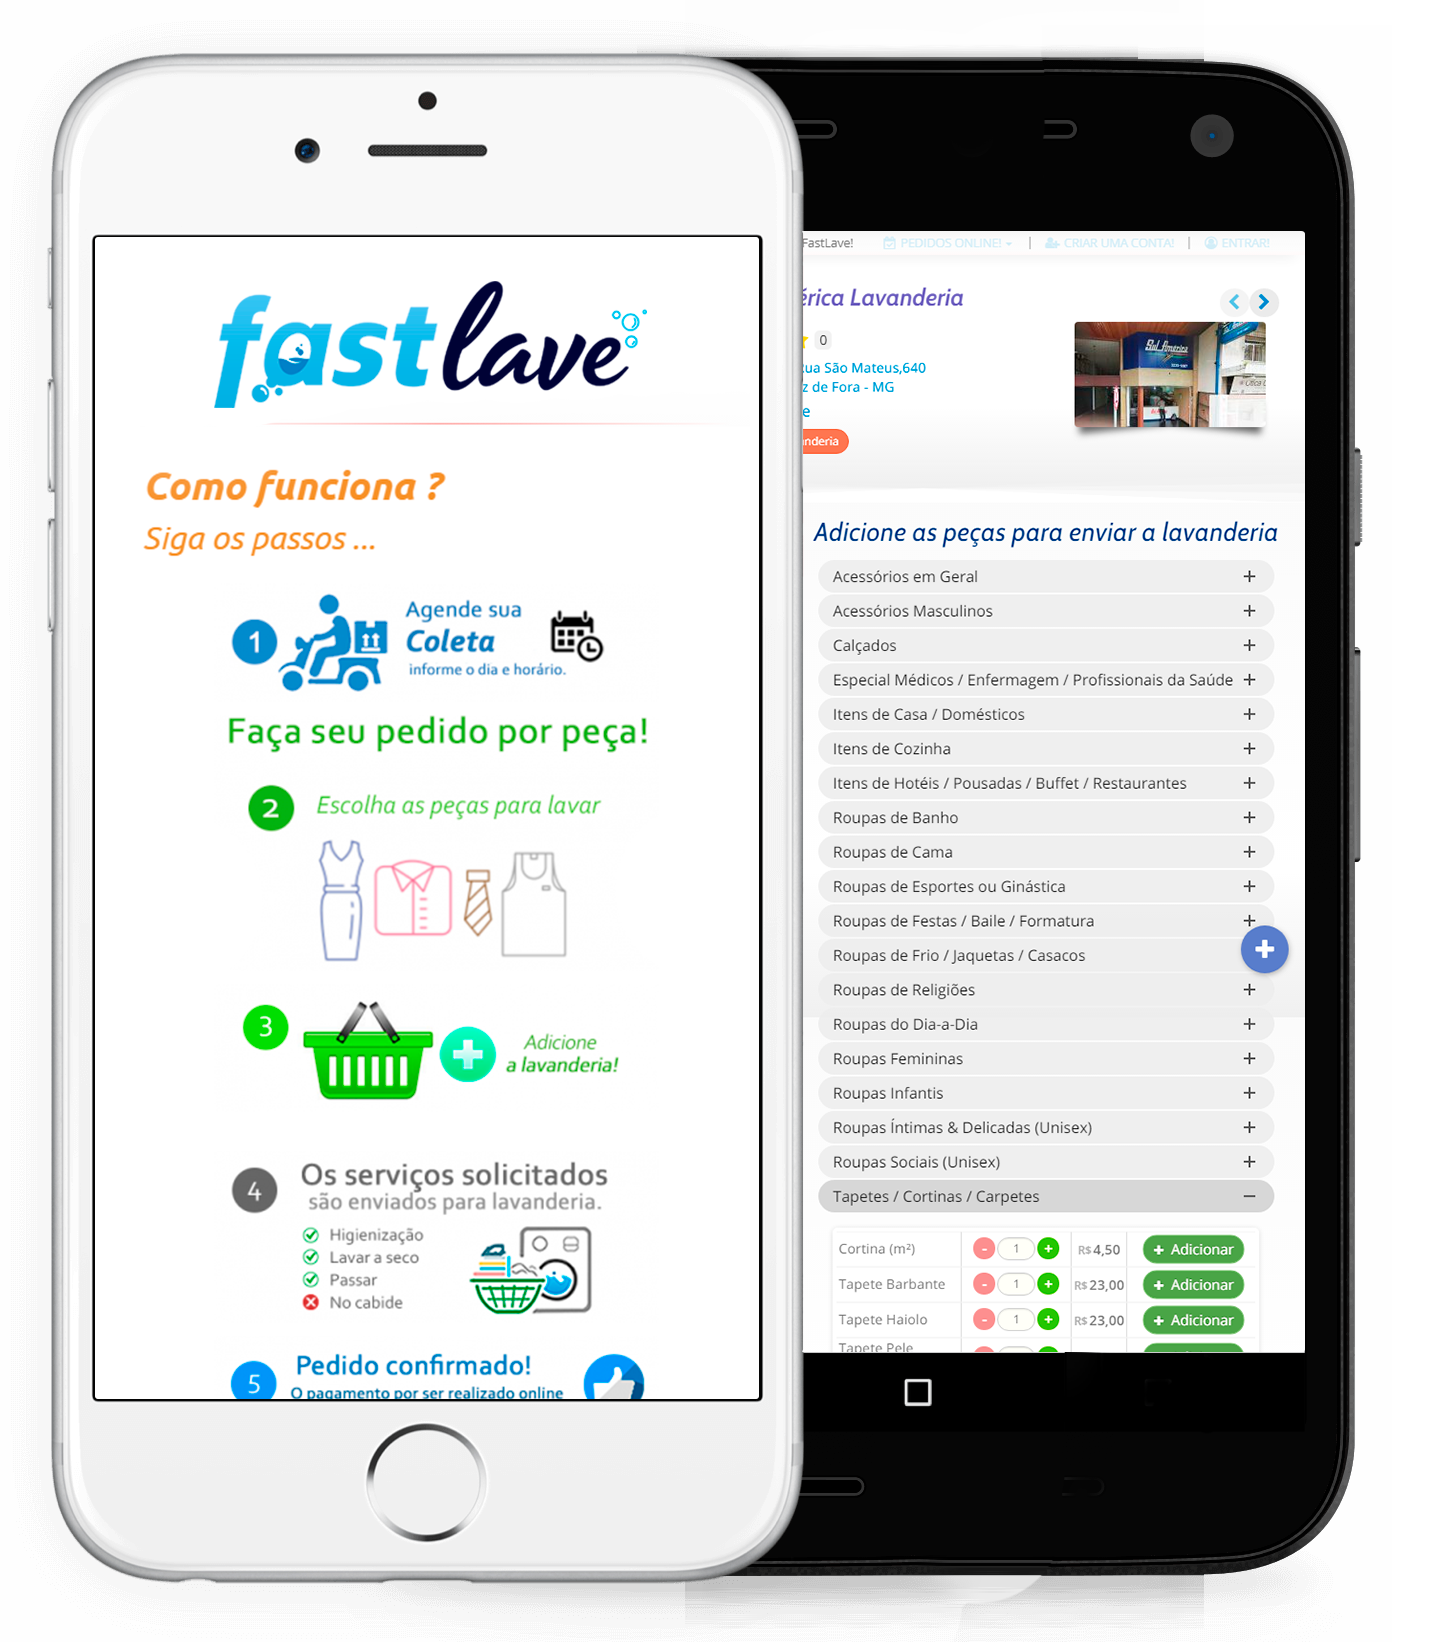 fastlave
Como funciona ?
Siga os passos ...
1
Agende sua
Coleta
informe o dia e horário.
Faça seu pedido por peça!
2
Escolha as peças para lavar
3
Adicione
a lavanderia!
4
Os serviços solicitados
são enviados para lavanderia.
Higienização
Lavar a seco
Passar
No cabide
5
Pedido confirmado!
O pagamento por ser realizado online
FastLave!
PEDIDOS ONLINE!
|
CRIAR UMA CONTA!
|
ENTRAR!
érica Lavanderia
0
ua São Mateus,640
z de Fora - MG
e
nderia
Sul América
Adicione as peças para enviar a lavanderia
Acessórios em Geral +
Acessórios Masculinos +
Calçados +
Especial Médicos / Enfermagem / Profissionais da Saúde +
Itens de Casa / Domésticos +
Itens de Cozinha +
Itens de Hotéis / Pousadas / Buffet / Restaurantes +
Roupas de Banho +
Roupas de Cama +
Roupas de Esportes ou Ginástica +
Roupas de Festas / Baile / Formatura +
Roupas de Frio / Jaquetas / Casacos
+
Roupas de Religiões +
Roupas do Dia-a-Dia +
Roupas Femininas +
Roupas Infantis +
Roupas Íntimas & Delicadas (Unisex) +
Roupas Sociais (Unisex) +
Tapetes / Cortinas / Carpetes −
Cortina (m²) - 1 + R$ 4,50 + Adicionar
Tapete Barbante - 1 + R$ 23,00 + Adicionar
Tapete Haiolo - 1 + R$ 23,00 + Adicionar
Tapete Pele